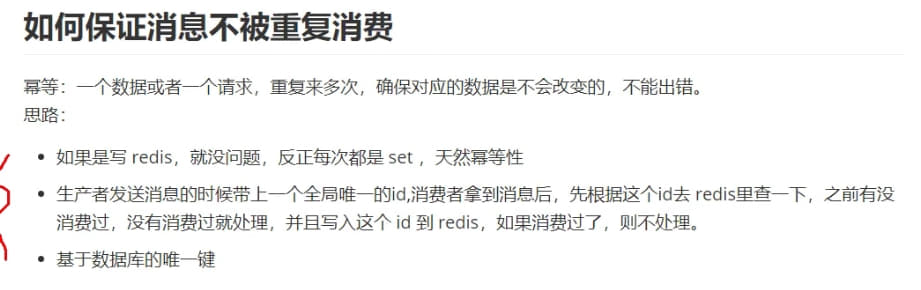 如何保证消息不被重复消费
幂等：一个数据或者一个请求，重复来多次，确保对应的数据是不会改变的，不能出错。
思路：
如果是写 redis，就没问题，反正每次都是 set ，天然幂等性
生产者发送消息的时候带上一个全局唯一的id,消费者拿到消息后，先根据这个id去 redis里查一下，之前有没
消费过，没有消费过就处理，并且写入这个 id 到 redis，如果消费过了，则不处理。
基于数据库的唯一键